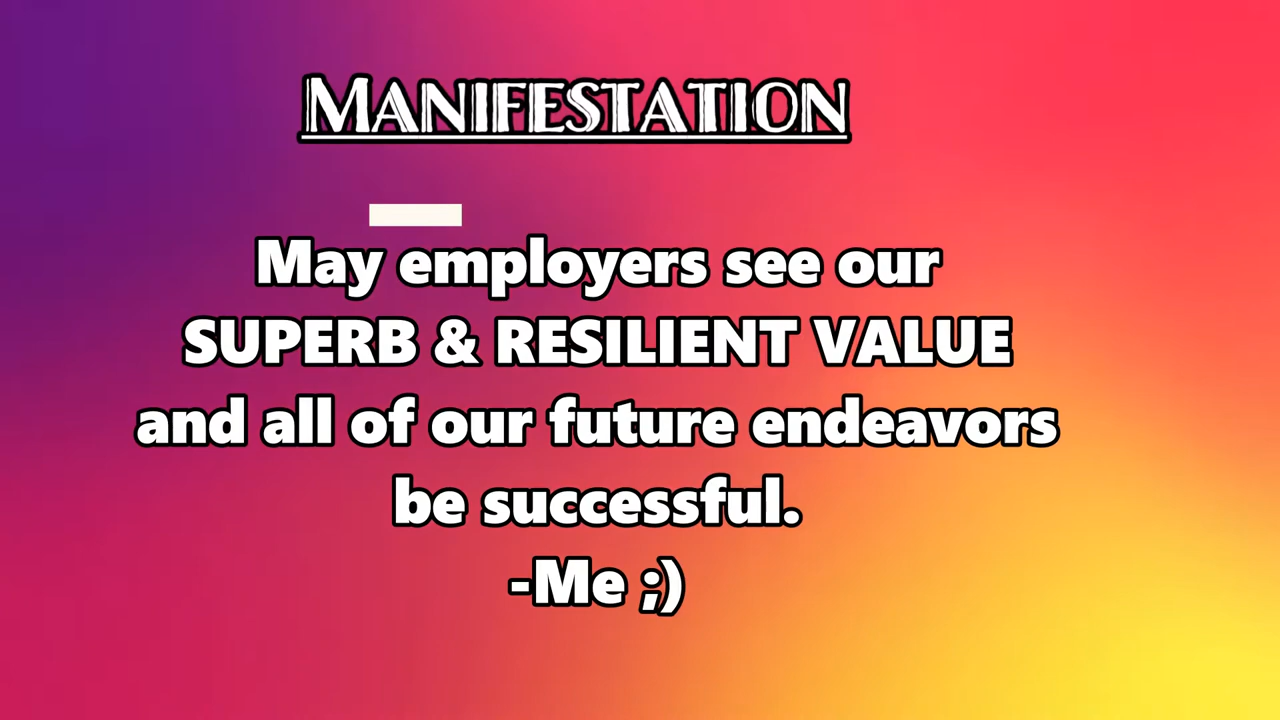 MANIFESTATION
May employers see our
SUPERB & RESILIENT VALUE
and all of our future endeavors
be successful.
-Me ;)